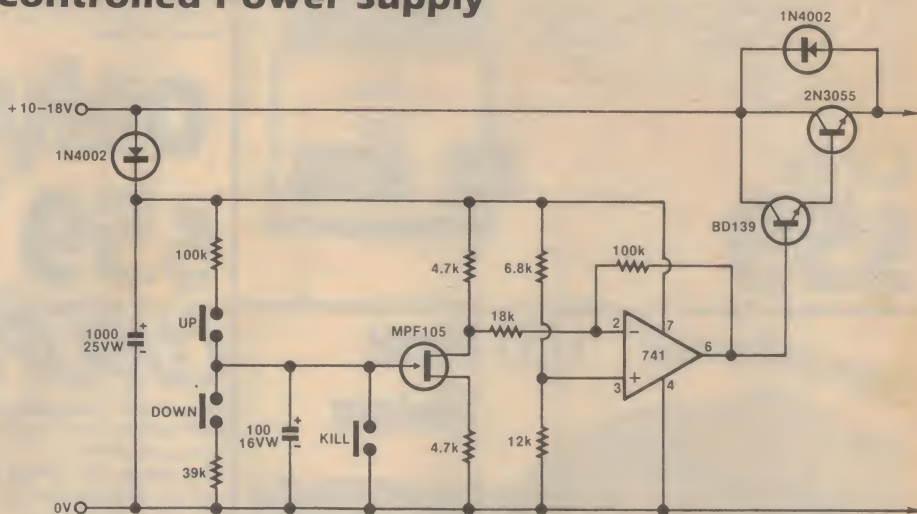 Controlled Power Supply
1N4002
+10–18V
2N3055
1N4002
BD139
100k
4.7k
6.8k
100k
18k
UP
MPF105
2
7
1000
25VW
+
-
741
6
3
4
-
+
DOWN
100
16VW
+
-
KILL
39k
4.7k
12k
0V